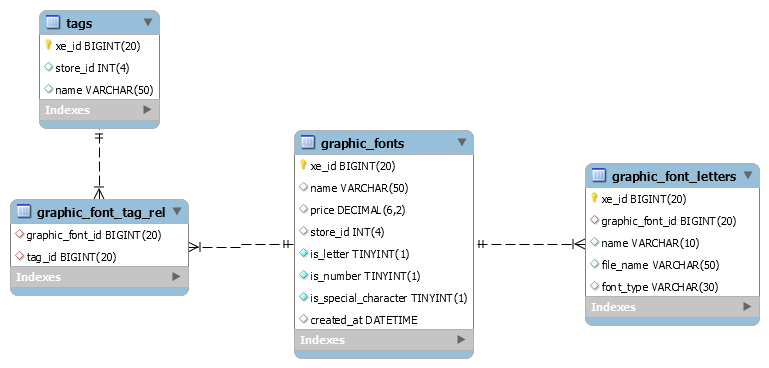 tags
xe_id BIGINT(20)
store_id INT(4)
name VARCHAR(50)
Indexes
graphic_font_tag_rel
graphic_font_id BIGINT(20)
tag_id BIGINT(20)
Indexes
graphic_fonts
xe_id BIGINT(20)
name VARCHAR(50)
price DECIMAL(6,2)
store_id INT(4)
is_letter TINYINT(1)
is_number TINYINT(1)
is_special_character TINYINT(1)
created_at DATETIME
Indexes
graphic_font_letters
xe_id BIGINT(20)
graphic_font_id BIGINT(20)
name VARCHAR(10)
file_name VARCHAR(50)
font_type VARCHAR(30)
Indexes